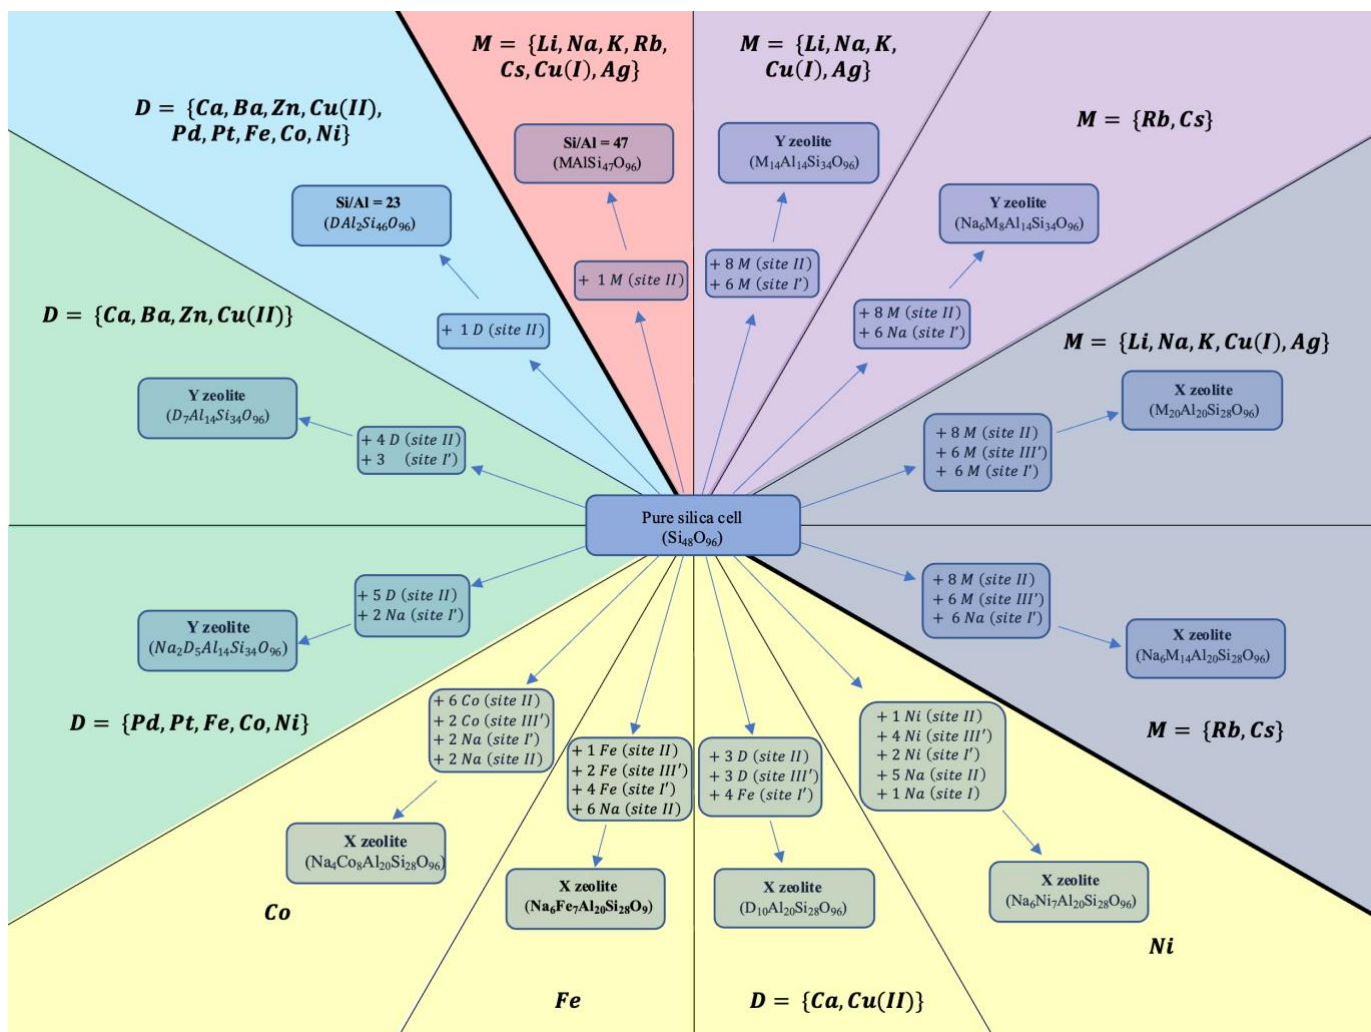 M = {Li, Na, K, Rb,
Cs, Cu(I), Ag}
Si/Al = 47
(MAlSi₄₇O₉₆)
+ 1 M (site II)
M = {Li, Na, K,
Cu(I), Ag}
Y zeolite
(M₁₄Al₁₄Si₃₄O₉₆)
+ 8 M (site II)
+ 6 M (site I')
M = {Rb, Cs}
Y zeolite
(Na₆M₈Al₁₄Si₃₄O₉₆)
+ 8 M (site II)
+ 6 Na (site I')
M = {Li, Na, K, Cu(I), Ag}
X zeolite
(M₂₀Al₂₀Si₂₈O₉₆)
+ 8 M (site II)
+ 6 M (site III')
+ 6 M (site I')
+ 8 M (site II)
+ 6 M (site III')
+ 6 Na (site I')
X zeolite
(Na₆M₁₄Al₂₀Si₂₈O₉₆)
M = {Rb, Cs}
+ 1 Ni (site II)
+ 4 Ni (site III')
+ 2 Ni (site I')
+ 5 Na (site II)
+ 1 Na (site I)
X zeolite
(Na₆Ni₇Al₂₀Si₂₈O₉₆)
Ni
+ 3 D (site II)
+ 3 D (site III')
+ 4 Fe (site I')
X zeolite
(D₁₀Al₂₀Si₂₈O₉₆)
D = {Ca, Cu(II)}
+ 1 Fe (site II)
+ 2 Fe (site III')
+ 4 Fe (site I')
+ 6 Na (site II)
X zeolite
(Na₆Fe₇Al₂₀Si₂₈O₉)
Fe
+ 6 Co (site II)
+ 2 Co (site III')
+ 2 Na (site I')
+ 2 Na (site II)
X zeolite
(Na₄Co₈Al₂₀Si₂₈O₉₆)
Co
+ 5 D (site II)
+ 2 Na (site I')
Y zeolite
(Na₂D₅Al₁₄Si₃₄O₉₆)
D = {Pd, Pt, Fe, Co, Ni}
D = {Ca, Ba, Zn, Cu(II)}
Y zeolite
(D₇Al₁₄Si₃₄O₉₆)
+ 4 D (site II)
+ 3 (site I')
D = {Ca, Ba, Zn, Cu(II),
Pd, Pt, Fe, Co, Ni}
Si/Al = 23
(DAl₂Si₄₆O₉₆)
+ 1 D (site II)
Pure silica cell
(Si₄₈O₉₆)